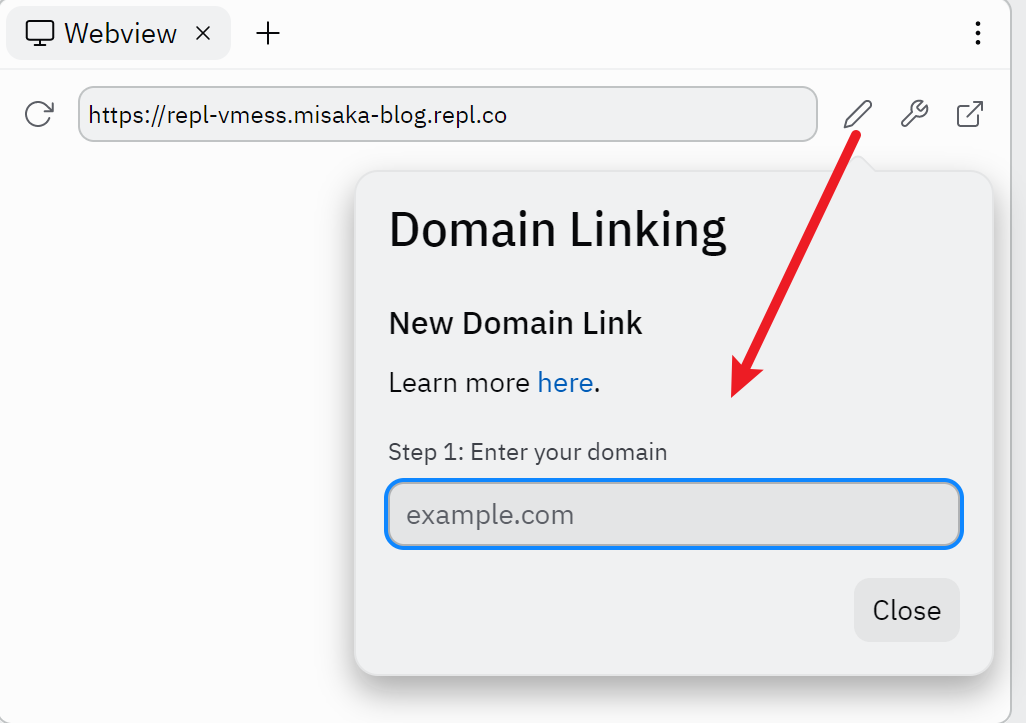 Webview
https://repl-vmess.misaka-blog.repl.co
Domain Linking
New Domain Link
Learn more here.
Step 1: Enter your domain
example.com
Close